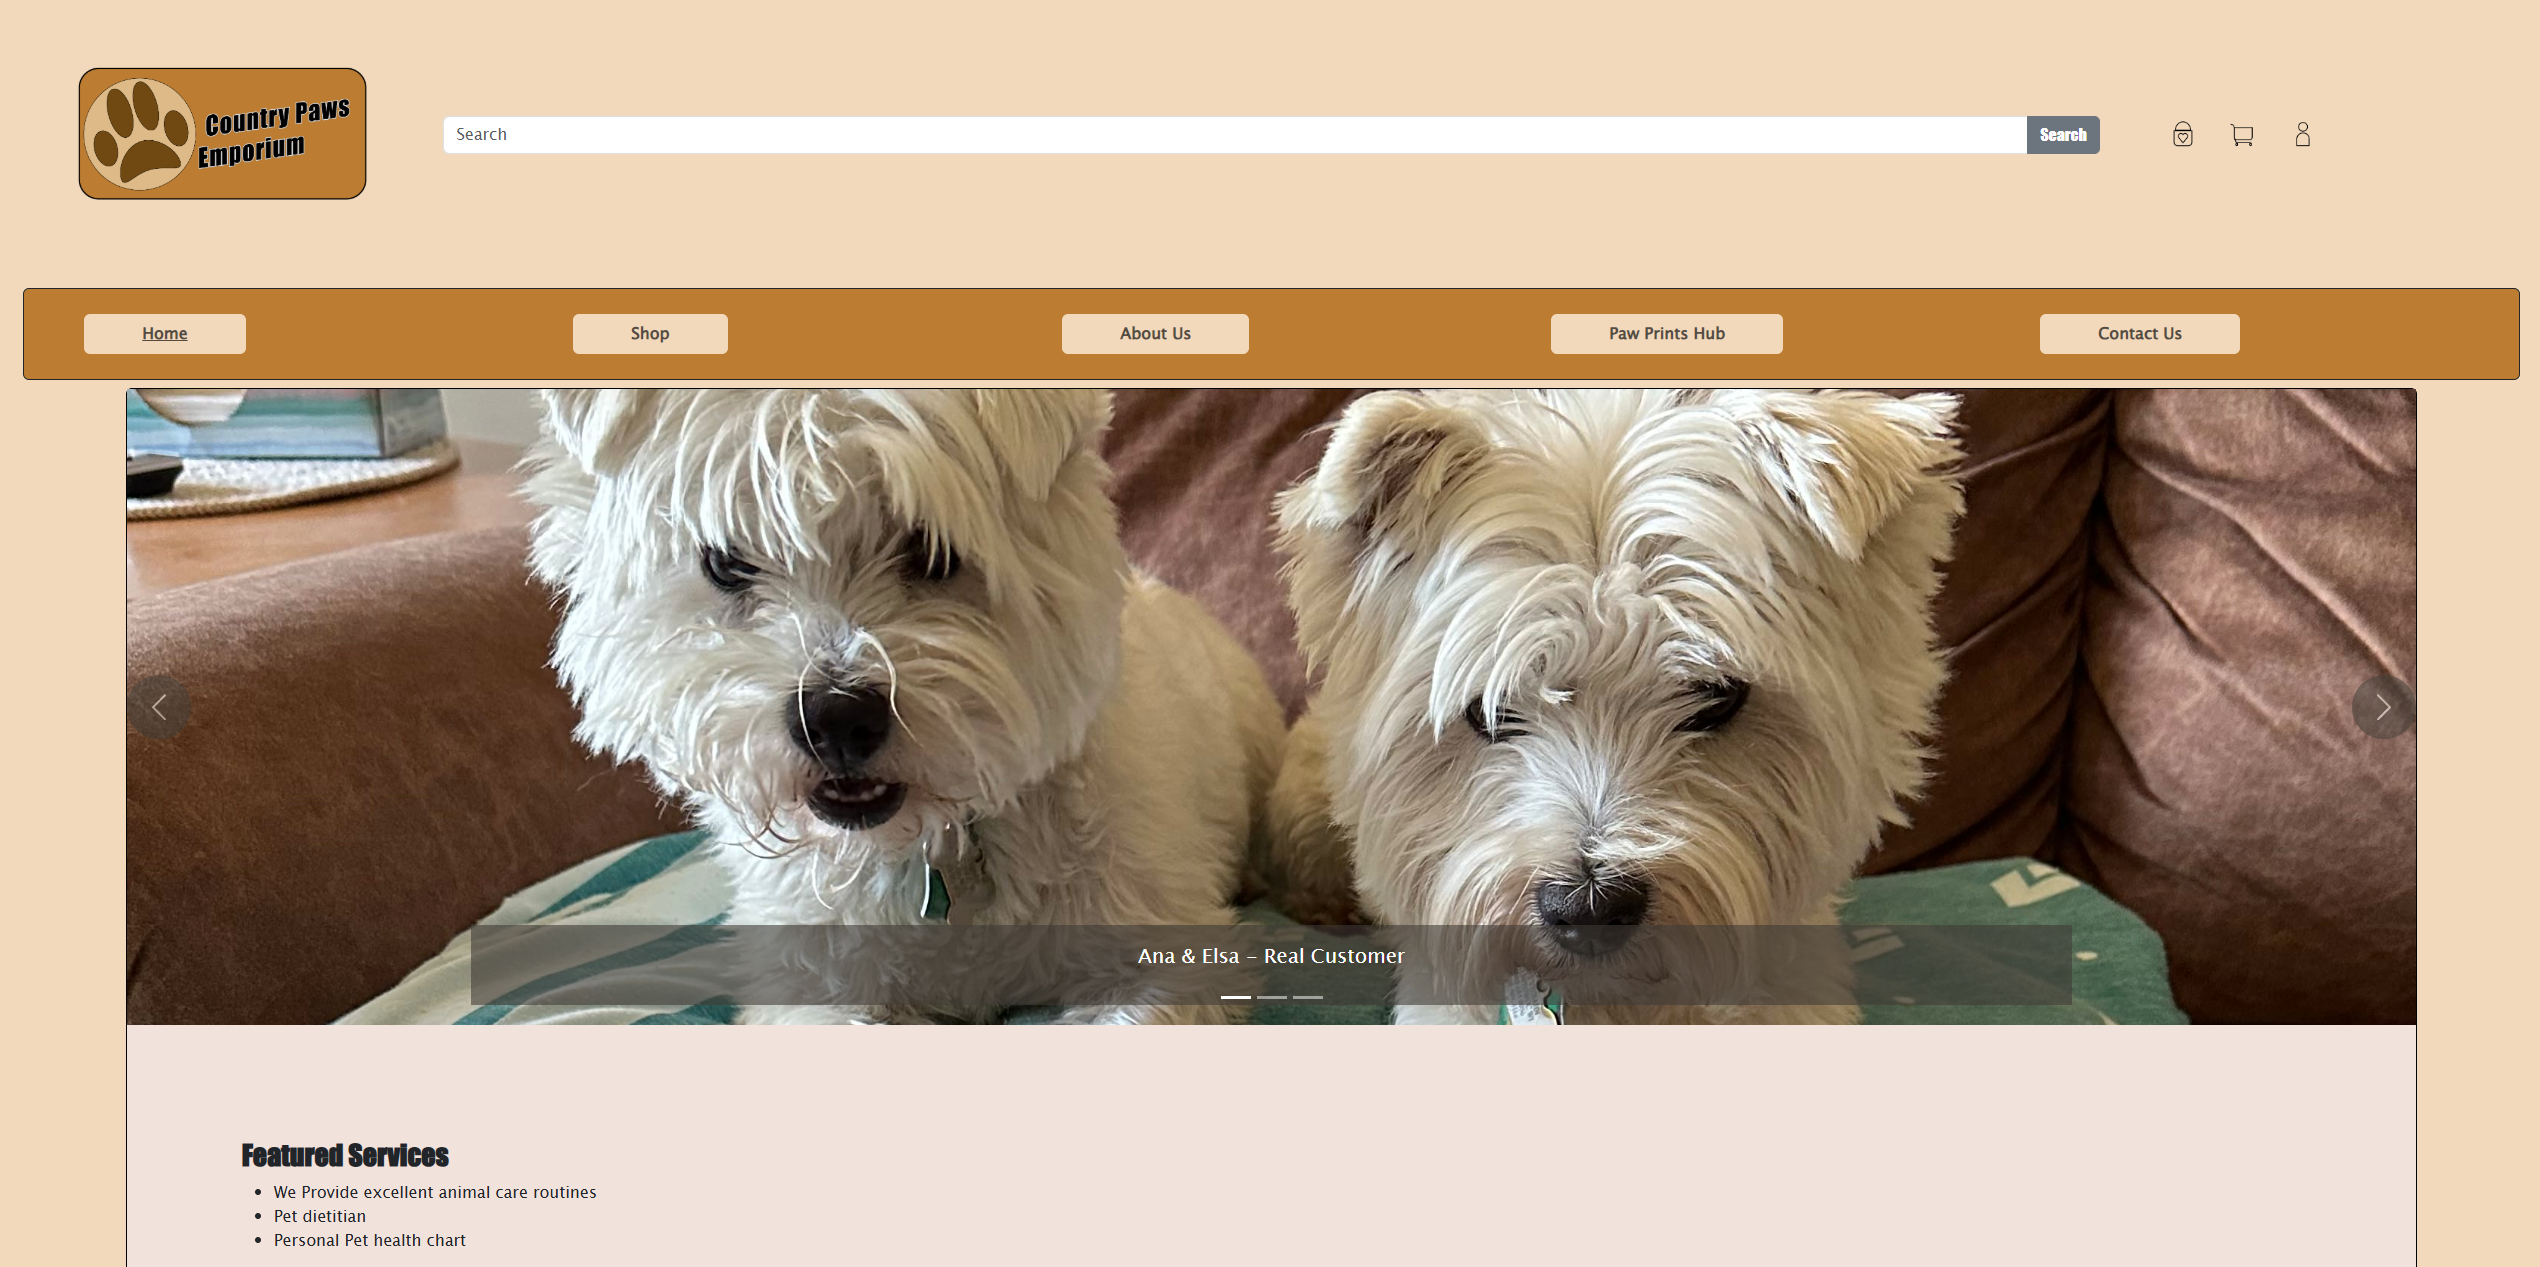 Country Paws
Emporium
Search
Search
Home
Shop
About Us
Paw Prints Hub
Contact Us
Ana & Elsa – Real Customer
Featured Services
• We Provide excellent animal care routines
• Pet dietitian
• Personal Pet health chart